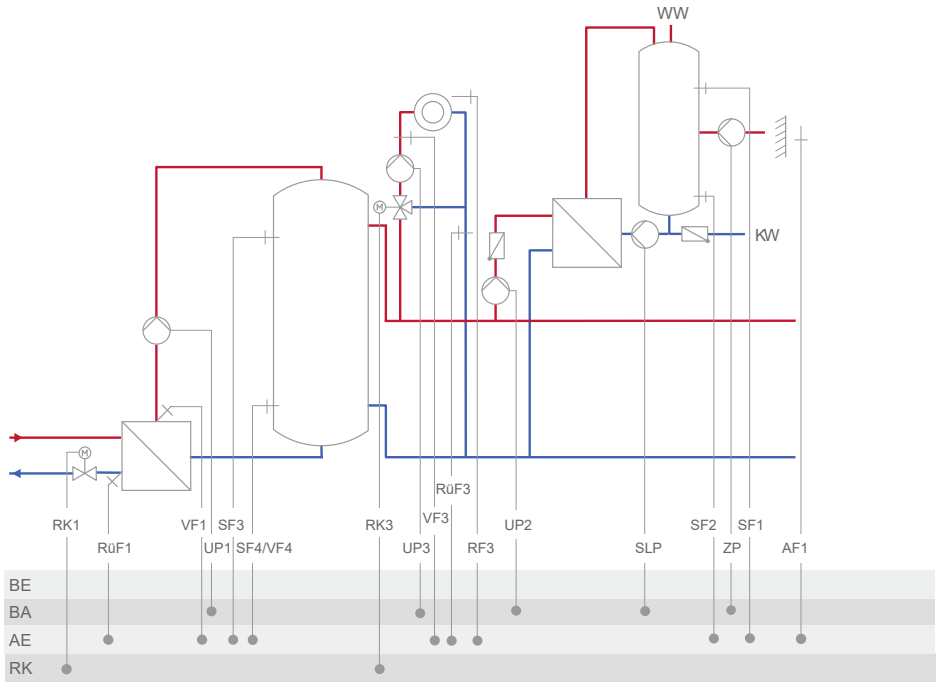 WW
M
KW
M
RüF3
RK1
VF1
SF3
RK3
VF3
UP2
SF2
SF1
RüF1
UP1
SF4/VF4
UP3
RF3
SLP
ZP
AF1
BE
BA
AE
RK